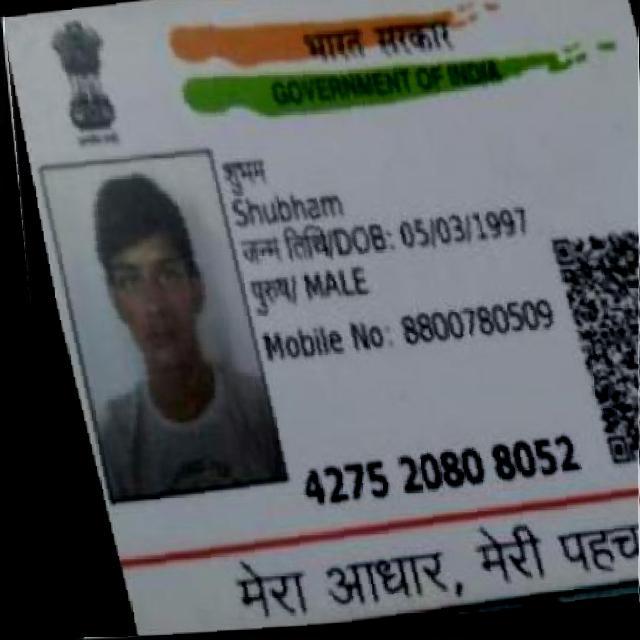 भारत सरकार
GOVERNMENT OF INDIA
शुभम
Shubham
जन्म तिथि/DOB: 05/03/1997
पुरुष/ MALE
Mobile No: 8800780509
4275 2080 8052
मेरा आधार, मेरी पहच